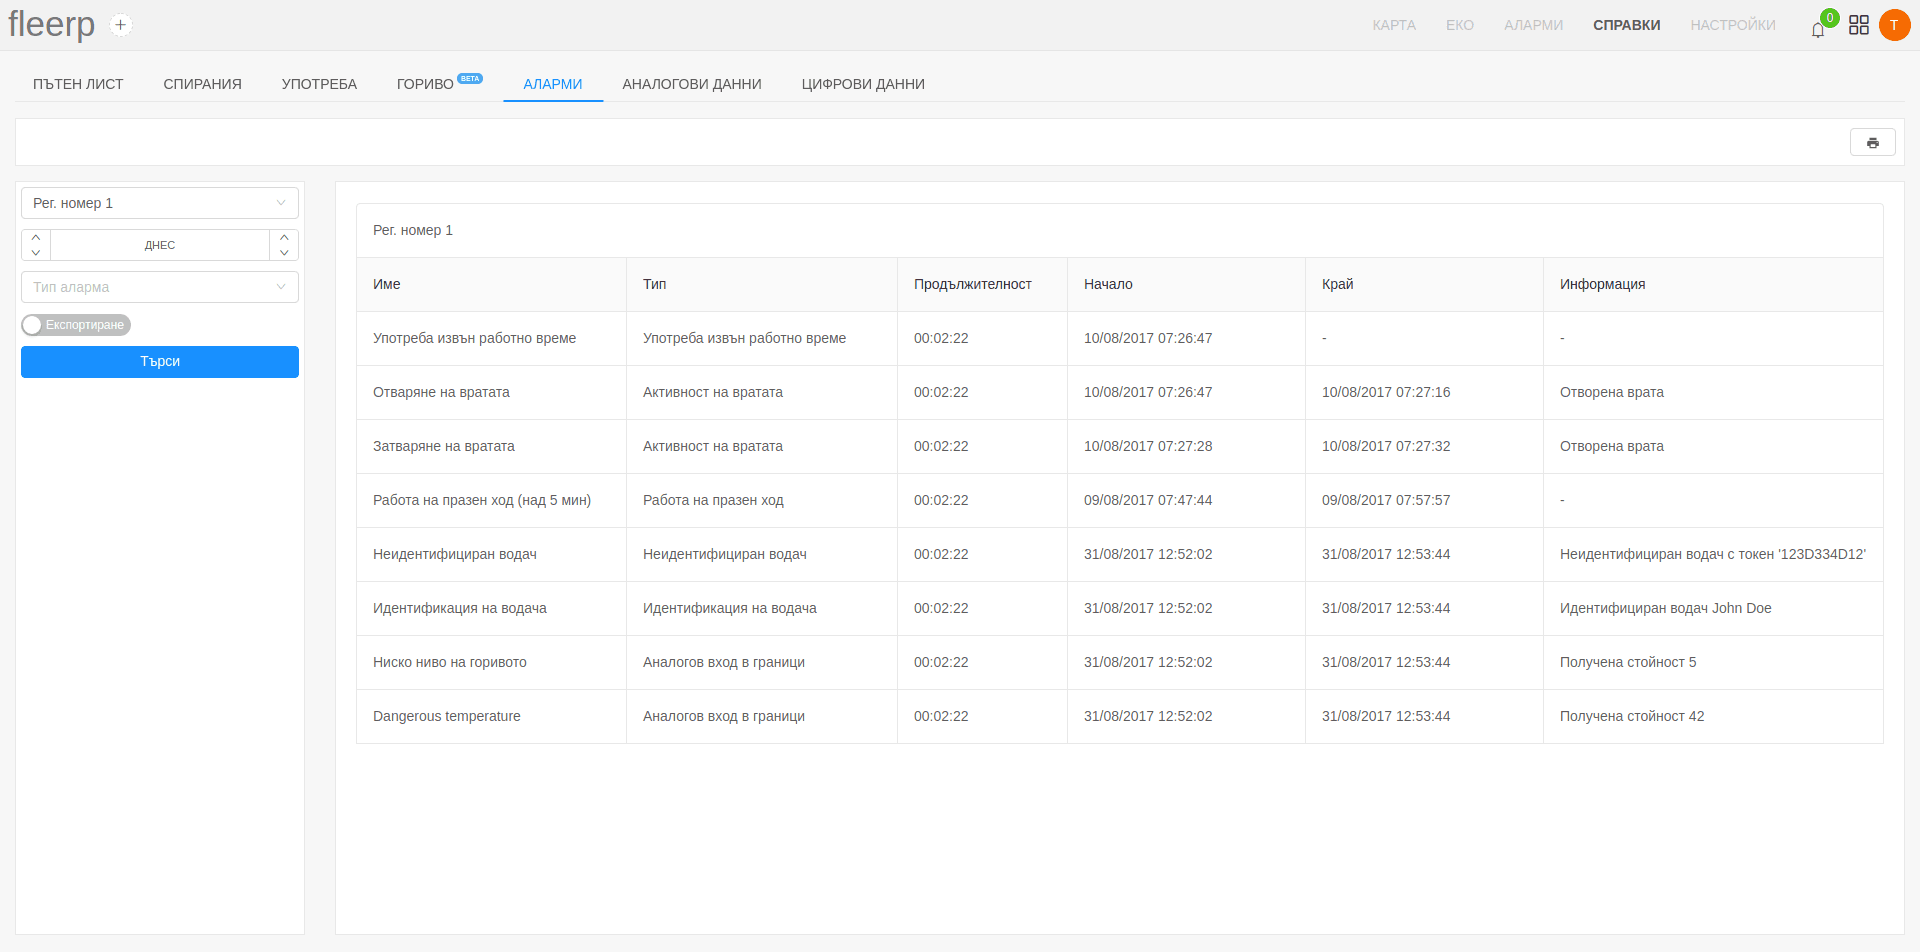 fleerp
КАРТА ЕКО АЛАРМИ СПРАВКИ НАСТРОЙКИ 0 T
ПЪТЕН ЛИСТ СПИРАНИЯ УПОТРЕБА ГОРИВО BETA АЛАРМИ АНАЛОГОВИ ДАННИ ЦИФРОВИ ДАННИ
Рег. номер 1
ДНЕС
Тип аларма
Експортиране
Търси
Рег. номер 1
Име Тип Продължителност Начало Край Информация
Употреба извън работно време Употреба извън работно време 00:02:22 10/08/2017 07:26:47 - -
Отваряне на вратата Активност на вратата 00:02:22 10/08/2017 07:26:47 10/08/2017 07:27:16 Отворена врата
Затваряне на вратата Активност на вратата 00:02:22 10/08/2017 07:27:28 10/08/2017 07:27:32 Отворена врата
Работа на празен ход (над 5 мин) Работа на празен ход 00:02:22 09/08/2017 07:47:44 09/08/2017 07:57:57 -
Неидентифициран водач Неидентифициран водач 00:02:22 31/08/2017 12:52:02 31/08/2017 12:53:44 Неидентифициран водач с токен '123D334D12'
Идентификация на водача Идентификация на водача 00:02:22 31/08/2017 12:52:02 31/08/2017 12:53:44 Идентифициран водач John Doe
Ниско ниво на горивото Аналогов вход в граници 00:02:22 31/08/2017 12:52:02 31/08/2017 12:53:44 Получена стойност 5
Dangerous temperature Аналогов вход в граници 00:02:22 31/08/2017 12:52:02 31/08/2017 12:53:44 Получена стойност 42